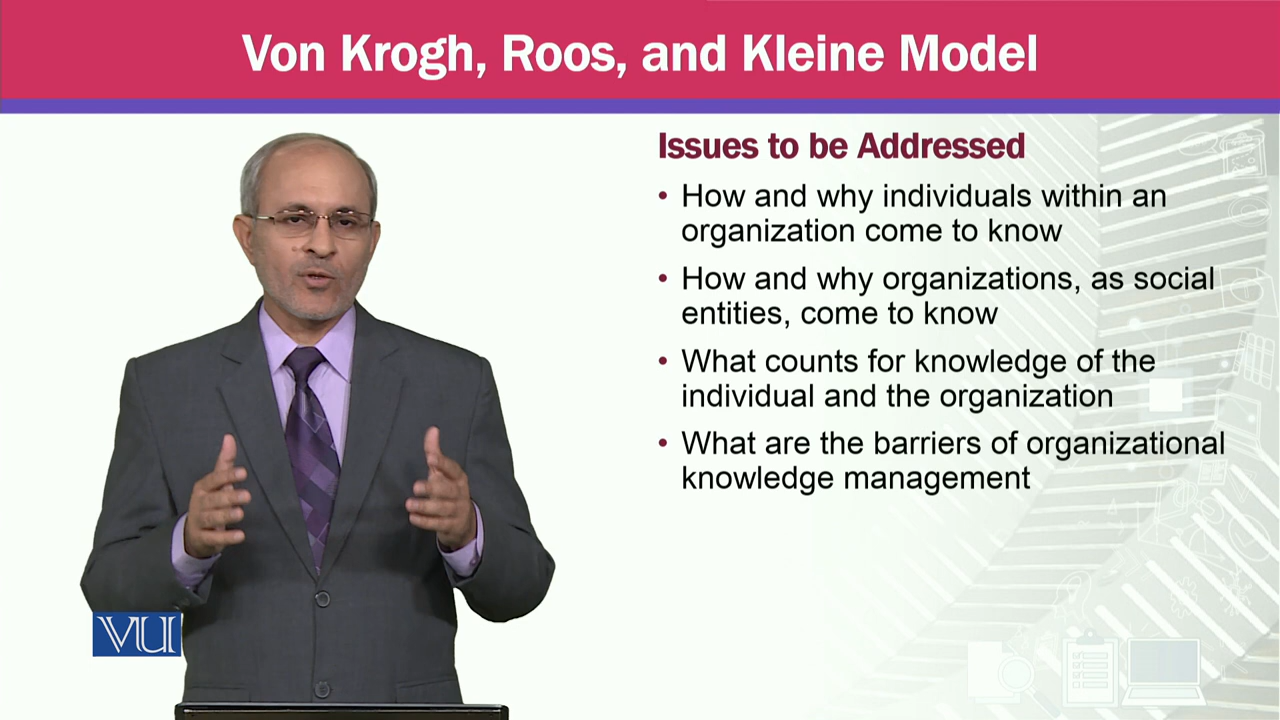 Von Krogh, Roos, and Kleine Model
Issues to be Addressed
• How and why individuals within an
organization come to know
• How and why organizations, as social
entities, come to know
• What counts for knowledge of the
individual and the organization
• What are the barriers of organizational
knowledge management
VU